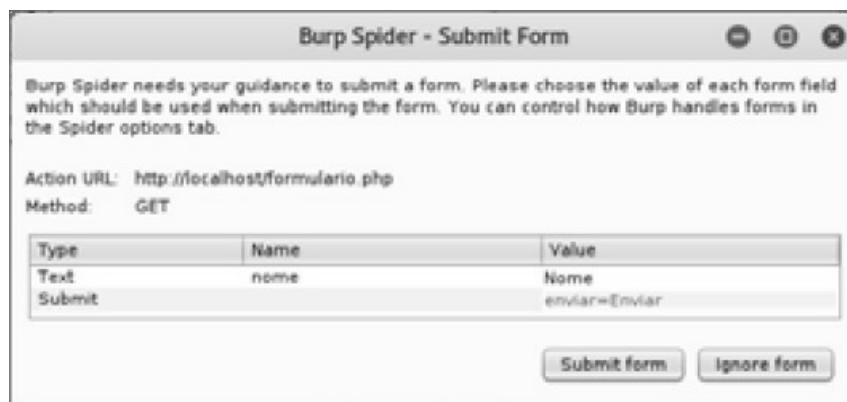 Burp Spider - Submit Form
Burp Spider needs your guidance to submit a form. Please choose the value of each form field
which should be used when submitting the form. You can control how Burp handles forms in
the Spider options tab.
Action URL: http://localhost/formulario.php
Method: GET
Type Name Value
Text nome Nome
Submit enviar=Enviar
Submit form Ignore form